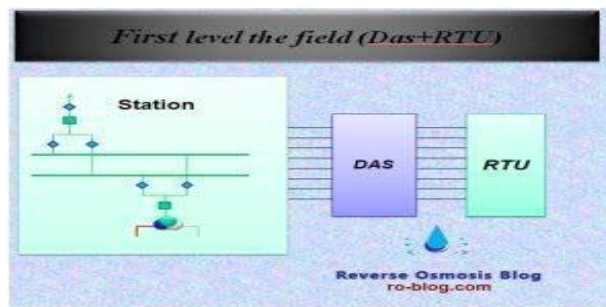 First level the field (Das+RTU)
Station
DAS
RTU
Reverse Osmosis Blog
ro-blog.com